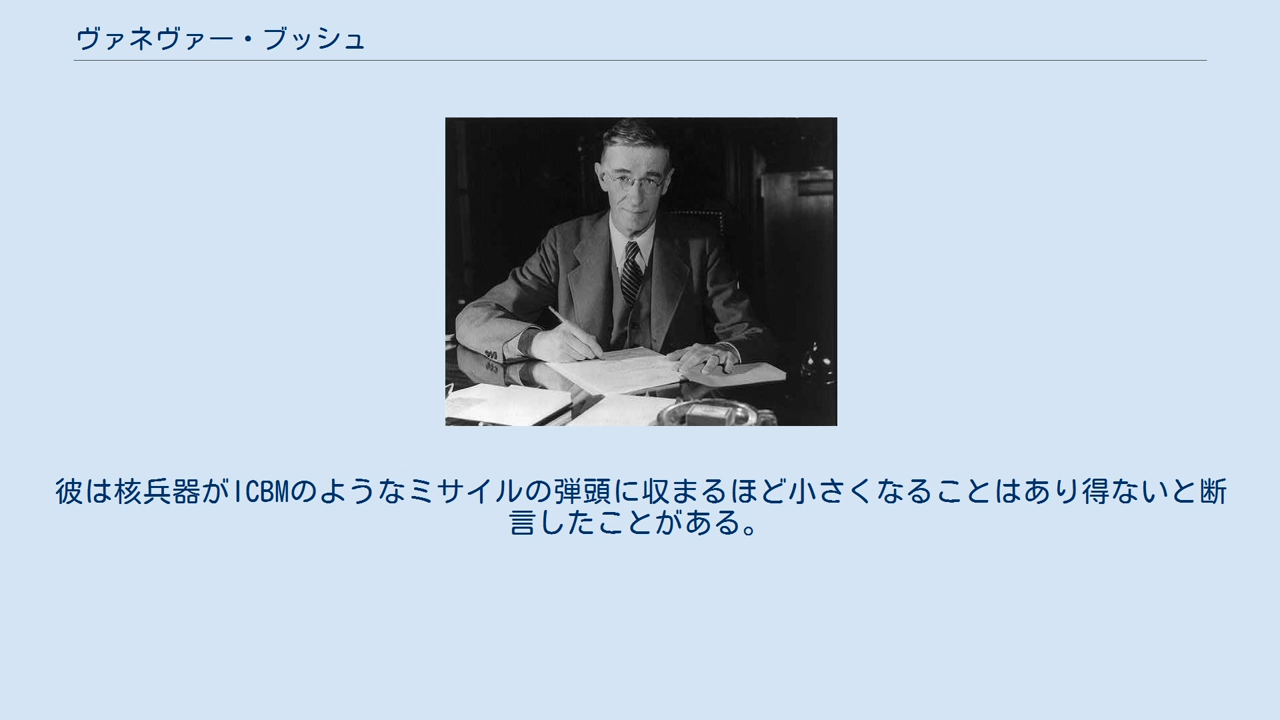 ヴァネヴァー・ブッシュ
彼は核兵器がICBMのようなミサイルの弾頭に収まるほど小さくなることはあり得ないと断
言したことがある。